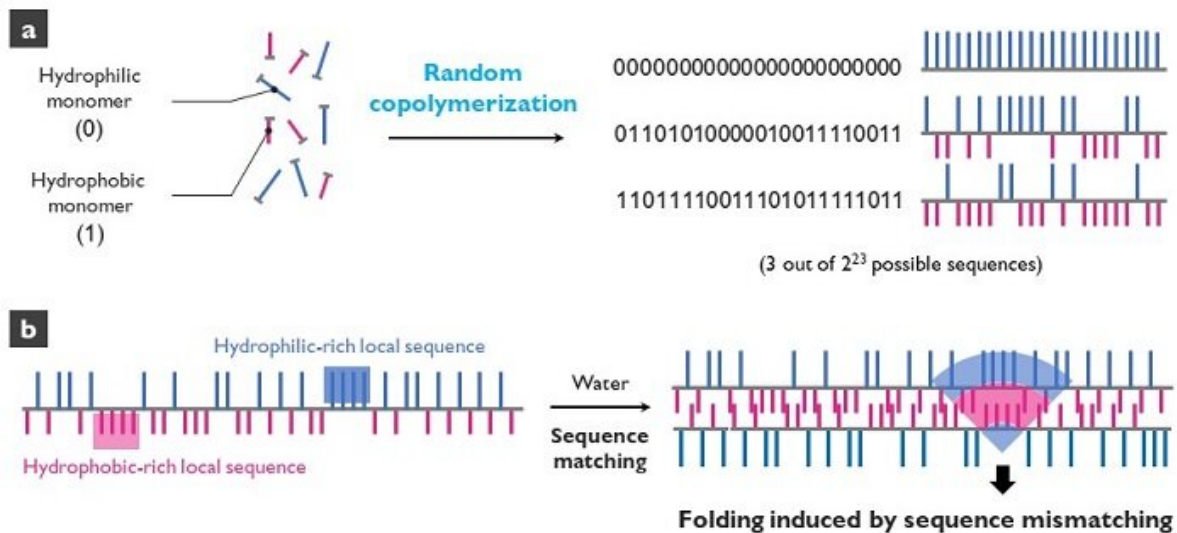 a
Hydrophilic
monomer
(0)
Hydrophobic
monomer
(1)
Random
copolymerization
00000000000000000000000
01101010000010011110011
11011110011101011111011
(3 out of 2²³ possible sequences)
b
Hydrophilic-rich local sequence
Hydrophobic-rich local sequence
Water
Sequence
matching
Folding induced by sequence mismatching